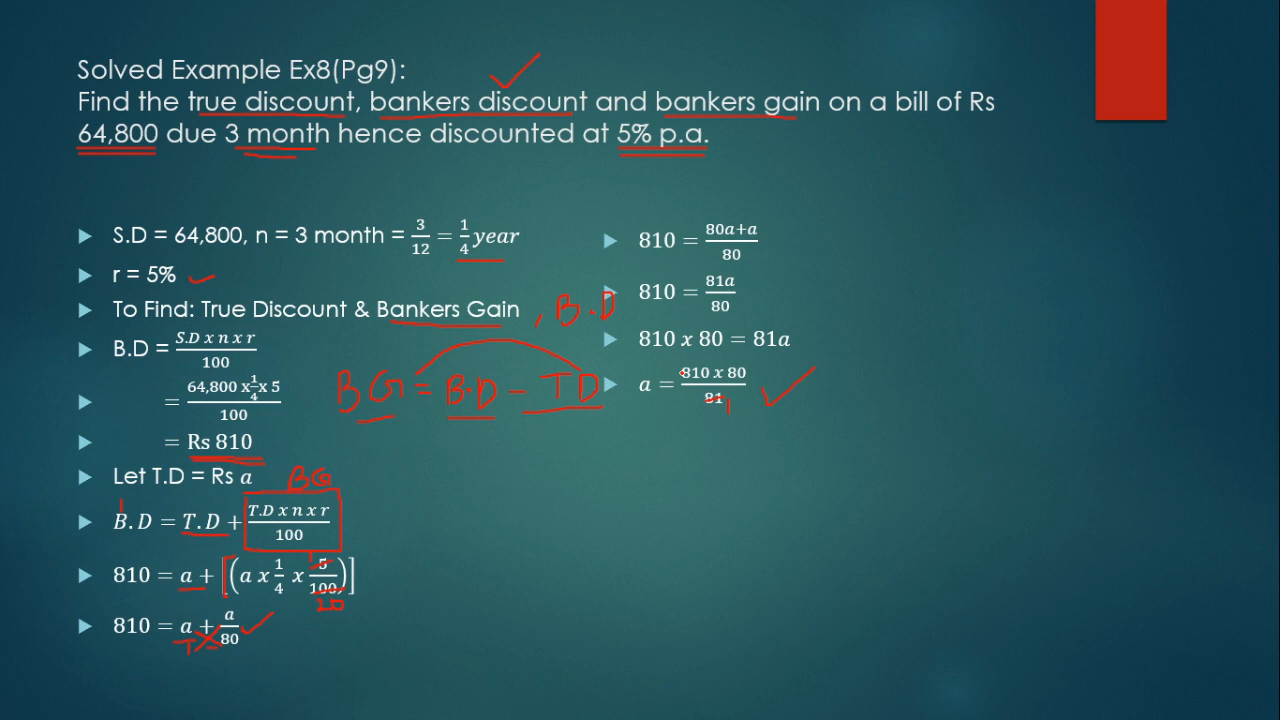 Solved Example Ex8(Pg9):
Find the true discount, bankers discount and bankers gain on a bill of Rs
64,800 due 3 month hence discounted at 5% p.a.
S.D = 64,800, n = 3 month = 3/12 = 1/4 year
r = 5%
To Find: True Discount & Bankers Gain , B.D
B.D = S.D x n x r / 100
= 64,800 x 1/4 x 5 / 100
BG = B.D - TD
= Rs 810
Let T.D = Rs a
BG
B.D = T.D + T.D x n x r / 100
810 = a + [(a x 1/4 x 5/100)]
1
20
810 = a + a/80
1
810 = 80a+a / 80
810 = 81a / 80
810 x 80 = 81a
a = 810 x 80 / 81
1